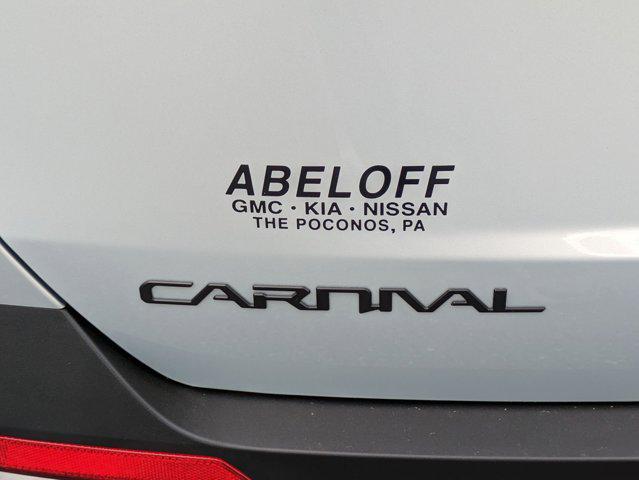 ABELOFF
GMC · KIA · NISSAN
THE POCONOS, PA
CARNIVAL